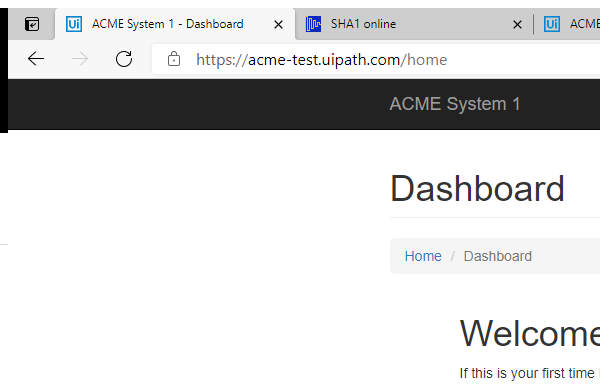 Ui ACME System 1 - Dashboard SHA1 online Ui ACME
https://acme-test.uipath.com/home
ACME System 1
Dashboard
Home / Dashboard
Welcome
If this is your first time